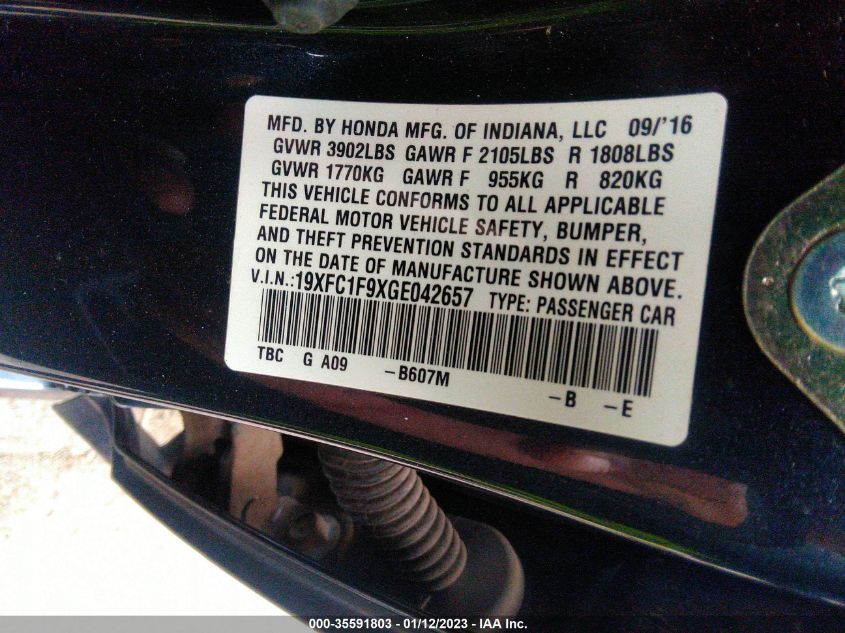 MFD. BY HONDA MFG. OF INDIANA, LLC 09/'16
GVWR 3902LBS GAWR F 2105LBS R 1808LBS
GVWR 1770KG GAWR F 955KG R 820KG
THIS VEHICLE CONFORMS TO ALL APPLICABLE
FEDERAL MOTOR VEHICLE SAFETY, BUMPER,
AND THEFT PREVENTION STANDARDS IN EFFECT
ON THE DATE OF MANUFACTURE SHOWN ABOVE.
V.I.N.:19XFC1F9XGE042657 TYPE: PASSENGER CAR
TBC G A09 -B607M -B -E
000-35591803 - 01/12/2023 - IAA Inc.